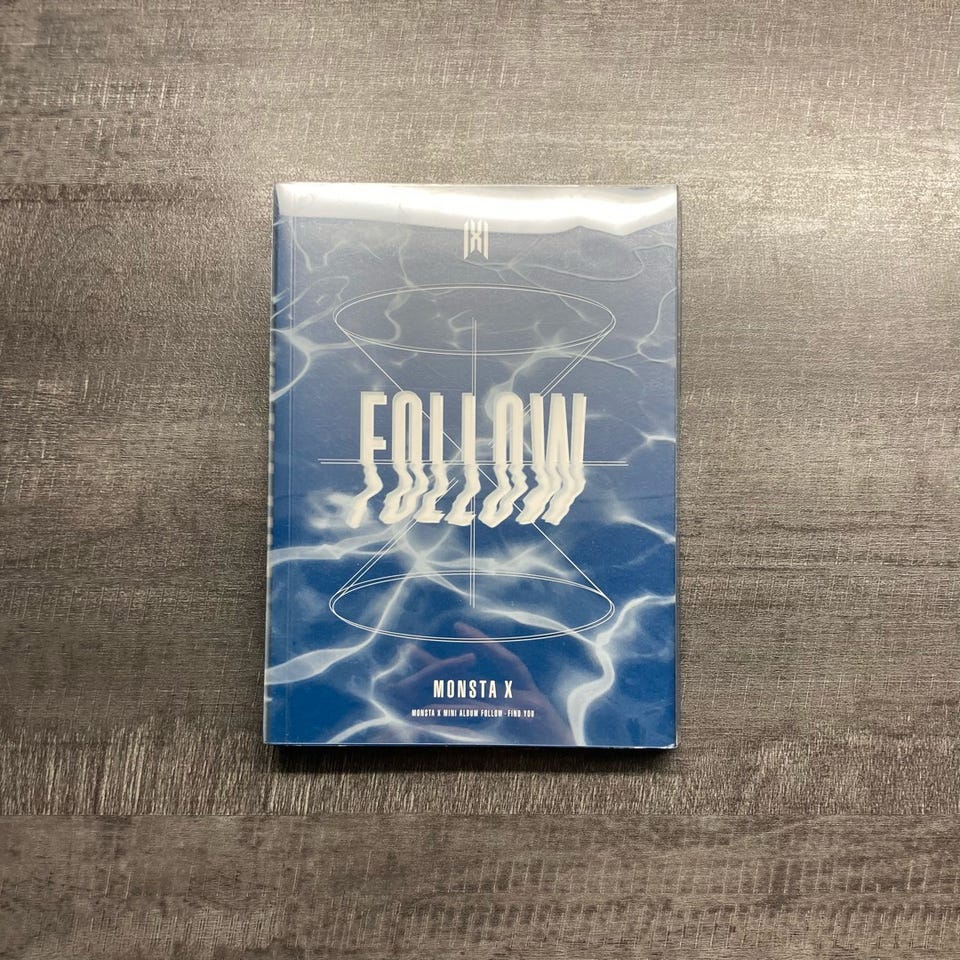 FOLLOW
MONSTA X
MONSTA X MINI ALBUM FOLLOW - FIND YOU